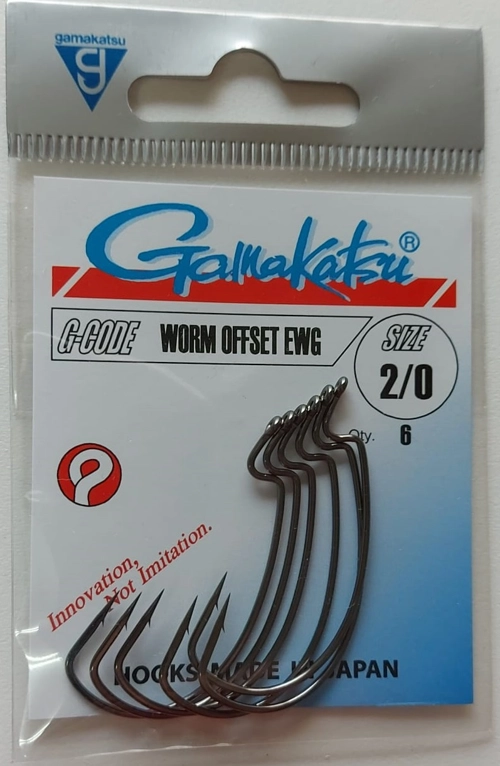 gamakatsu
g
Gamakatsu®
G-CODE WORM OFFSET EWG
SIZE
2/0
Qty. 6
Innovation,
Not Imitation.
HOOKS MADE IN JAPAN